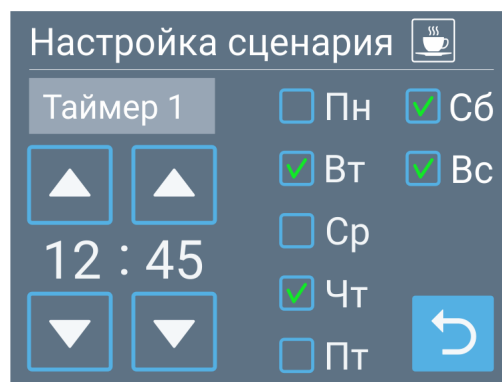 Настройка сценария
Таймер 1
12 : 45
Пн
Вт
Ср
Чт
Пт
Сб
Вс